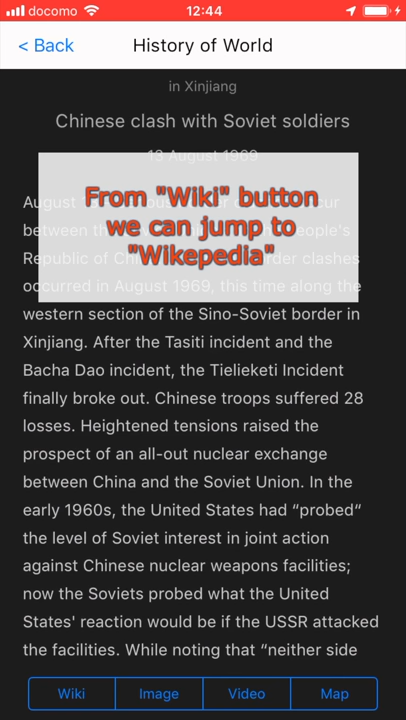 docomo 12:44
< Back History of World
in Xinjiang
Chinese clash with Soviet soldiers
13 August 1969
From "Wiki" button
we can jump to
"Wikepedia"
August
between the
Republic of
occurred in August 1969, this time along the
western section of the Sino-Soviet border in
Xinjiang. After the Tasiti incident and the
Bacha Dao incident, the Tielieketi Incident
finally broke out. Chinese troops suffered 28
losses. Heightened tensions raised the
prospect of an all-out nuclear exchange
between China and the Soviet Union. In the
early 1960s, the United States had “probed“
the level of Soviet interest in joint action
against Chinese nuclear weapons facilities;
now the Soviets probed what the United
States' reaction would be if the USSR attacked
the facilities. While noting that “neither side
Wiki Image Video Map